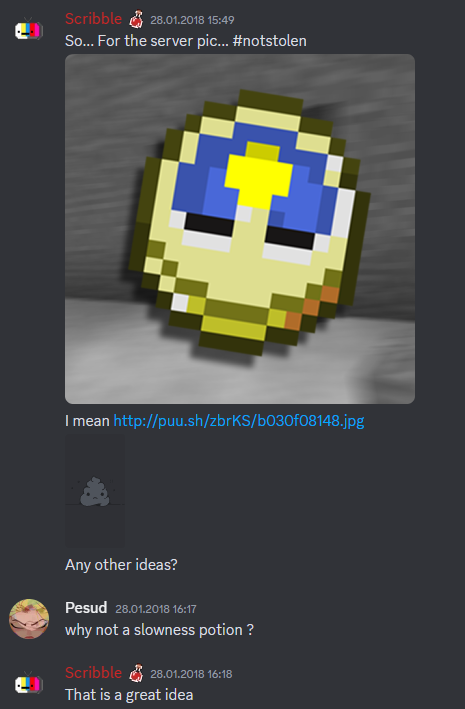 Scribble 28.01.2018 15:49
So... For the server pic... #notstolen
I mean http://puu.sh/zbrKS/b030f08148.jpg
Any other ideas?
Pesud 28.01.2018 16:17
why not a slowness potion ?
Scribble 28.01.2018 16:18
That is a great idea